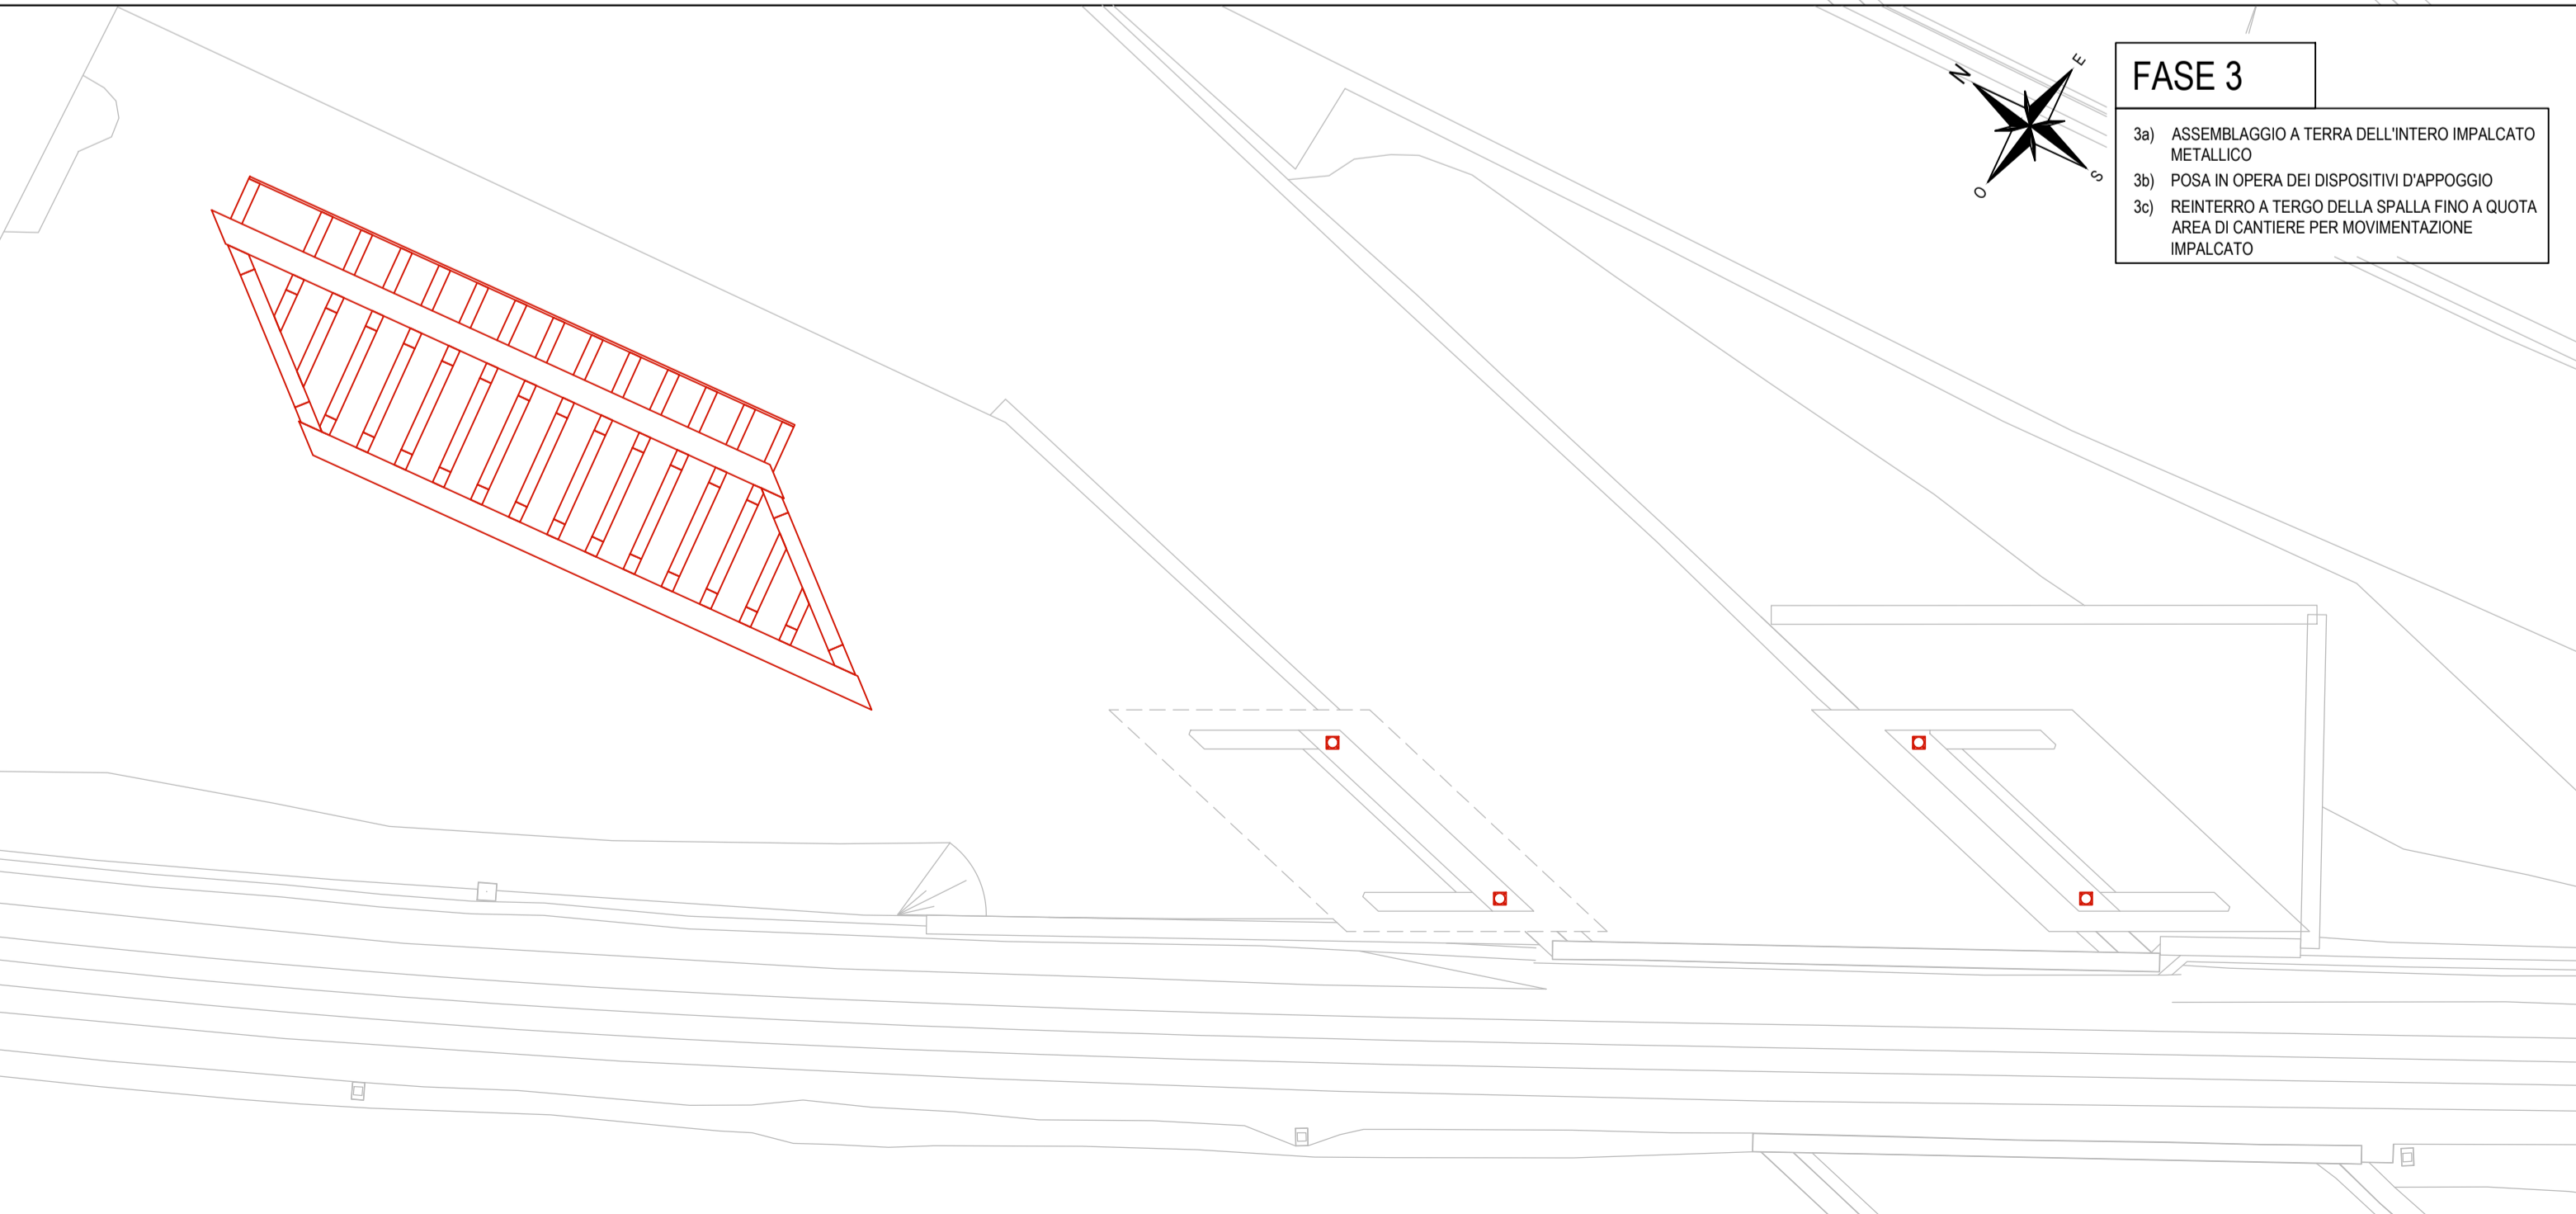 N
E
O
S
FASE 3
3a) ASSEMBLAGGIO A TERRA DELL'INTERO IMPALCATO
METALLICO
3b) POSA IN OPERA DEI DISPOSITIVI D'APPOGGIO
3c) REINTERRO A TERGO DELLA SPALLA FINO A QUOTA
AREA DI CANTIERE PER MOVIMENTAZIONE
IMPALCATO